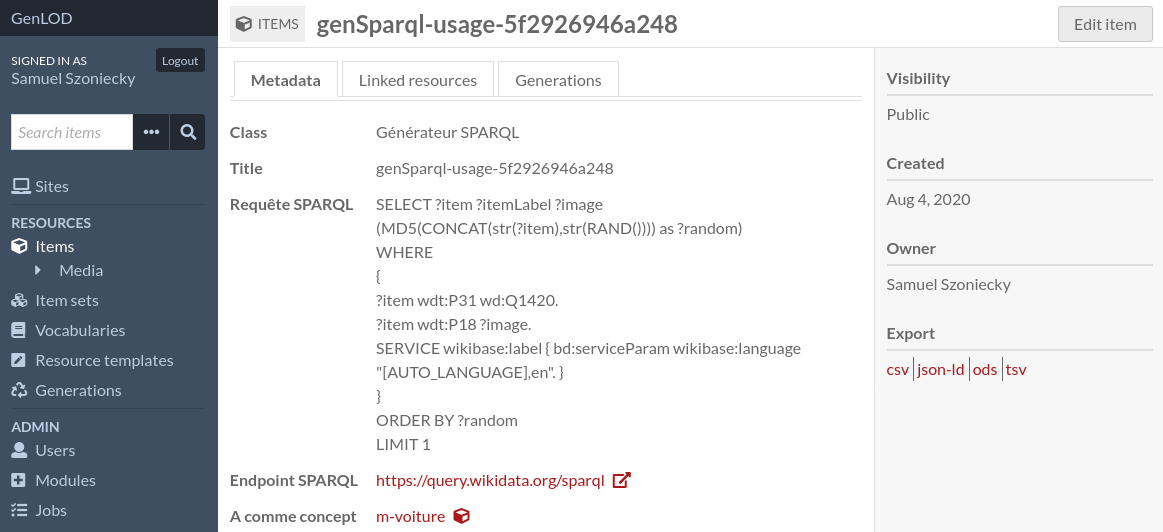 GenLOD
SIGNED IN AS
Logout
Samuel Szoniecky
Search items
Sites
RESOURCES
Items
Media
Item sets
Vocabularies
Resource templates
Generations
ADMIN
Users
Modules
Jobs
ITEMS
genSparql-usage-5f2926946a248
Edit item
Metadata
Linked resources
Generations
Class
Générateur SPARQL
Title
genSparql-usage-5f2926946a248
Requête SPARQL
SELECT ?item ?itemLabel ?image
(MD5(CONCAT(str(?item),str(RAND()))) as ?random)
WHERE
{
?item wdt:P31 wd:Q1420.
?item wdt:P18 ?image.
SERVICE wikibase:label { bd:serviceParam wikibase:language
"[AUTO_LANGUAGE],en". }
}
ORDER BY ?random
LIMIT 1
Endpoint SPARQL
https://query.wikidata.org/sparql
A comme concept
m-voiture
Visibility
Public
Created
Aug 4, 2020
Owner
Samuel Szoniecky
Export
csv json-ld ods tsv